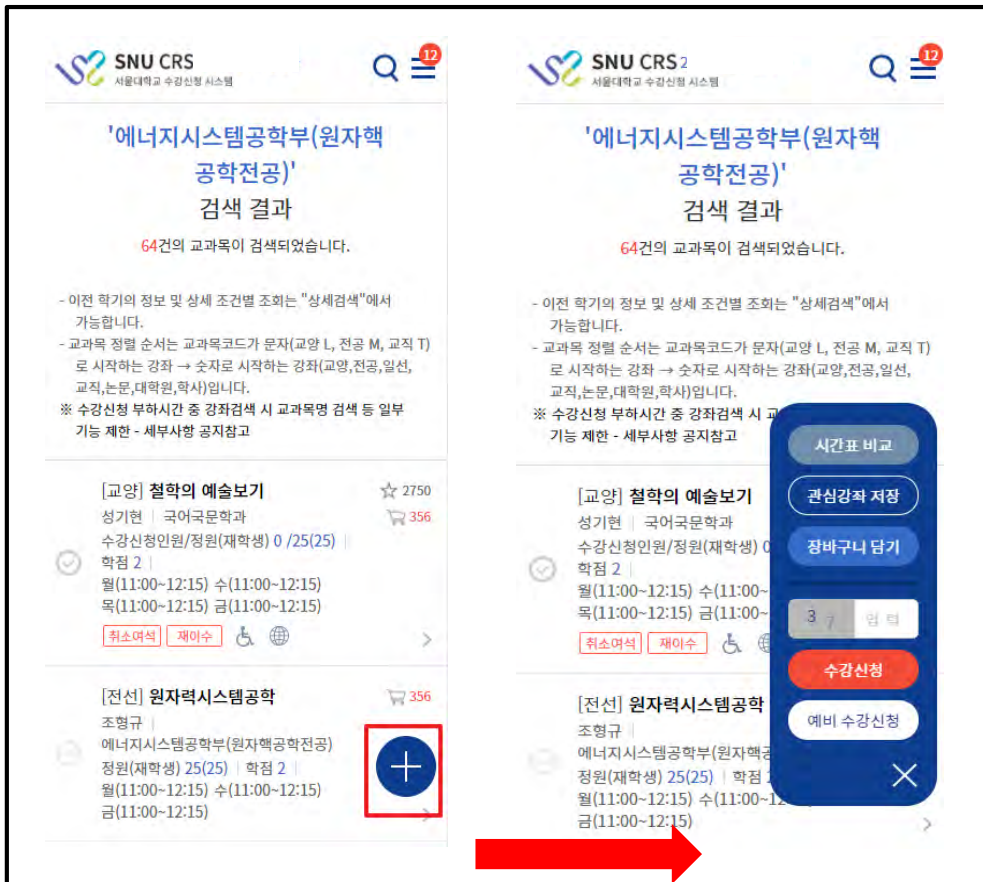 SNU CRS
서울대학교 수강신청 시스템
12
'에너지시스템공학부(원자핵
공학전공)'
검색 결과
64건의 교과목이 검색되었습니다.
- 이전 학기의 정보 및 상세 조건별 조회는 "상세검색"에서
가능합니다.
- 교과목 정렬 순서는 교과목코드가 문자(교양 L, 전공 M, 교직 T)
로 시작하는 강좌 → 숫자로 시작하는 강좌(교양,전공,일선,
교직,논문,대학원,학사)입니다.
※ 수강신청 부하시간 중 강좌검색 시 교과목명 검색 등 일부
기능 제한 - 세부사항 공지참고
[교양] 철학의 예술보기
2750
성기현 | 국어국문학과
356
수강신청인원/정원(재학생) 0 /25(25) |
학점 2 |
월(11:00~12:15) 수(11:00~12:15)
목(11:00~12:15) 금(11:00~12:15)
취소여석 재이수
[전선] 원자력시스템공학
356
조형규 |
에너지시스템공학부(원자핵공학전공)
정원(재학생) 25(25) | 학점 2 |
월(11:00~12:15) 수(11:00~12:15)
금(11:00~12:15)
SNU CRS2
서울대학교 수강신청 시스템
12
'에너지시스템공학부(원자핵
공학전공)'
검색 결과
64건의 교과목이 검색되었습니다.
- 이전 학기의 정보 및 상세 조건별 조회는 "상세검색"에서
가능합니다.
- 교과목 정렬 순서는 교과목코드가 문자(교양 L, 전공 M, 교직 T)
로 시작하는 강좌 → 숫자로 시작하는 강좌(교양,전공,일선,
교직,논문,대학원,학사)입니다.
※ 수강신청 부하시간 중 강좌검색 시 교
기능 제한 - 세부사항 공지참고
[교양] 철학의 예술보기
성기현 | 국어국문학과
수강신청인원/정원(재학생) 0
학점 2 |
월(11:00~12:15) 수(11:00~
목(11:00~12:15) 금(11:00~
취소여석 재이수
[전선] 원자력시스템공학
조형규 |
에너지시스템공학부(원자핵공
정원(재학생) 25(25) | 학점 2
월(11:00~12:15) 수(11:00~12:15)
금(11:00~12:15)
시간표 비교
관심강좌 저장
장바구니 담기
3 7 입력
수강신청
예비 수강신청